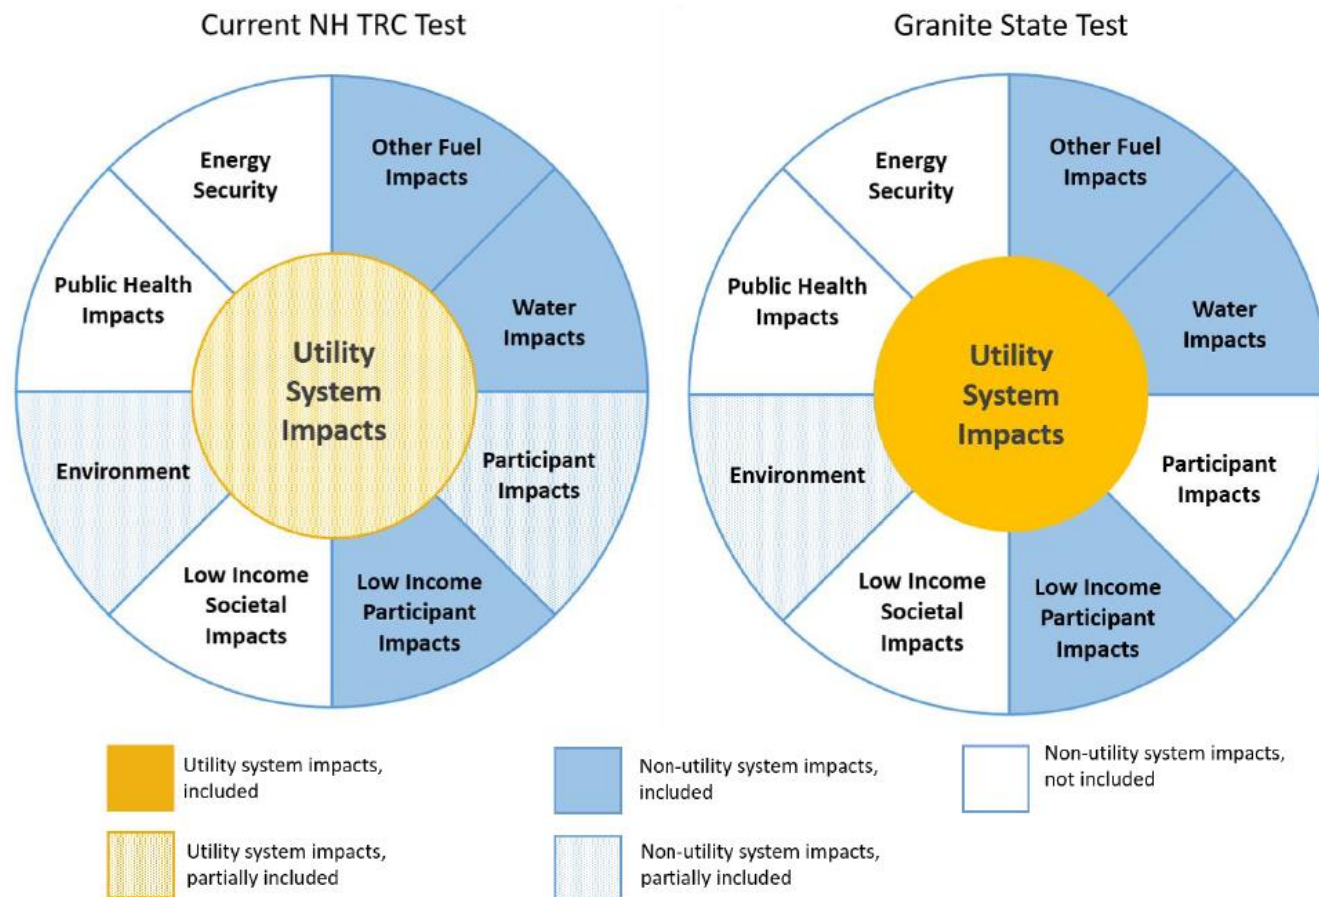 Current NH TRC Test
Energy
Security
Other Fuel
Impacts
Public Health
Impacts
Water
Impacts
Utility
System
Impacts
Environment
Participant
Impacts
Low Income
Societal
Impacts
Low Income
Participant
Impacts
Granite State Test
Energy
Security
Other Fuel
Impacts
Public Health
Impacts
Water
Impacts
Utility
System
Impacts
Environment
Participant
Impacts
Low Income
Societal
Impacts
Low Income
Participant
Impacts
Utility system impacts,
included
Non-utility system impacts,
included
Non-utility system impacts,
not included
Utility system impacts,
partially included
Non-utility system impacts,
partially included